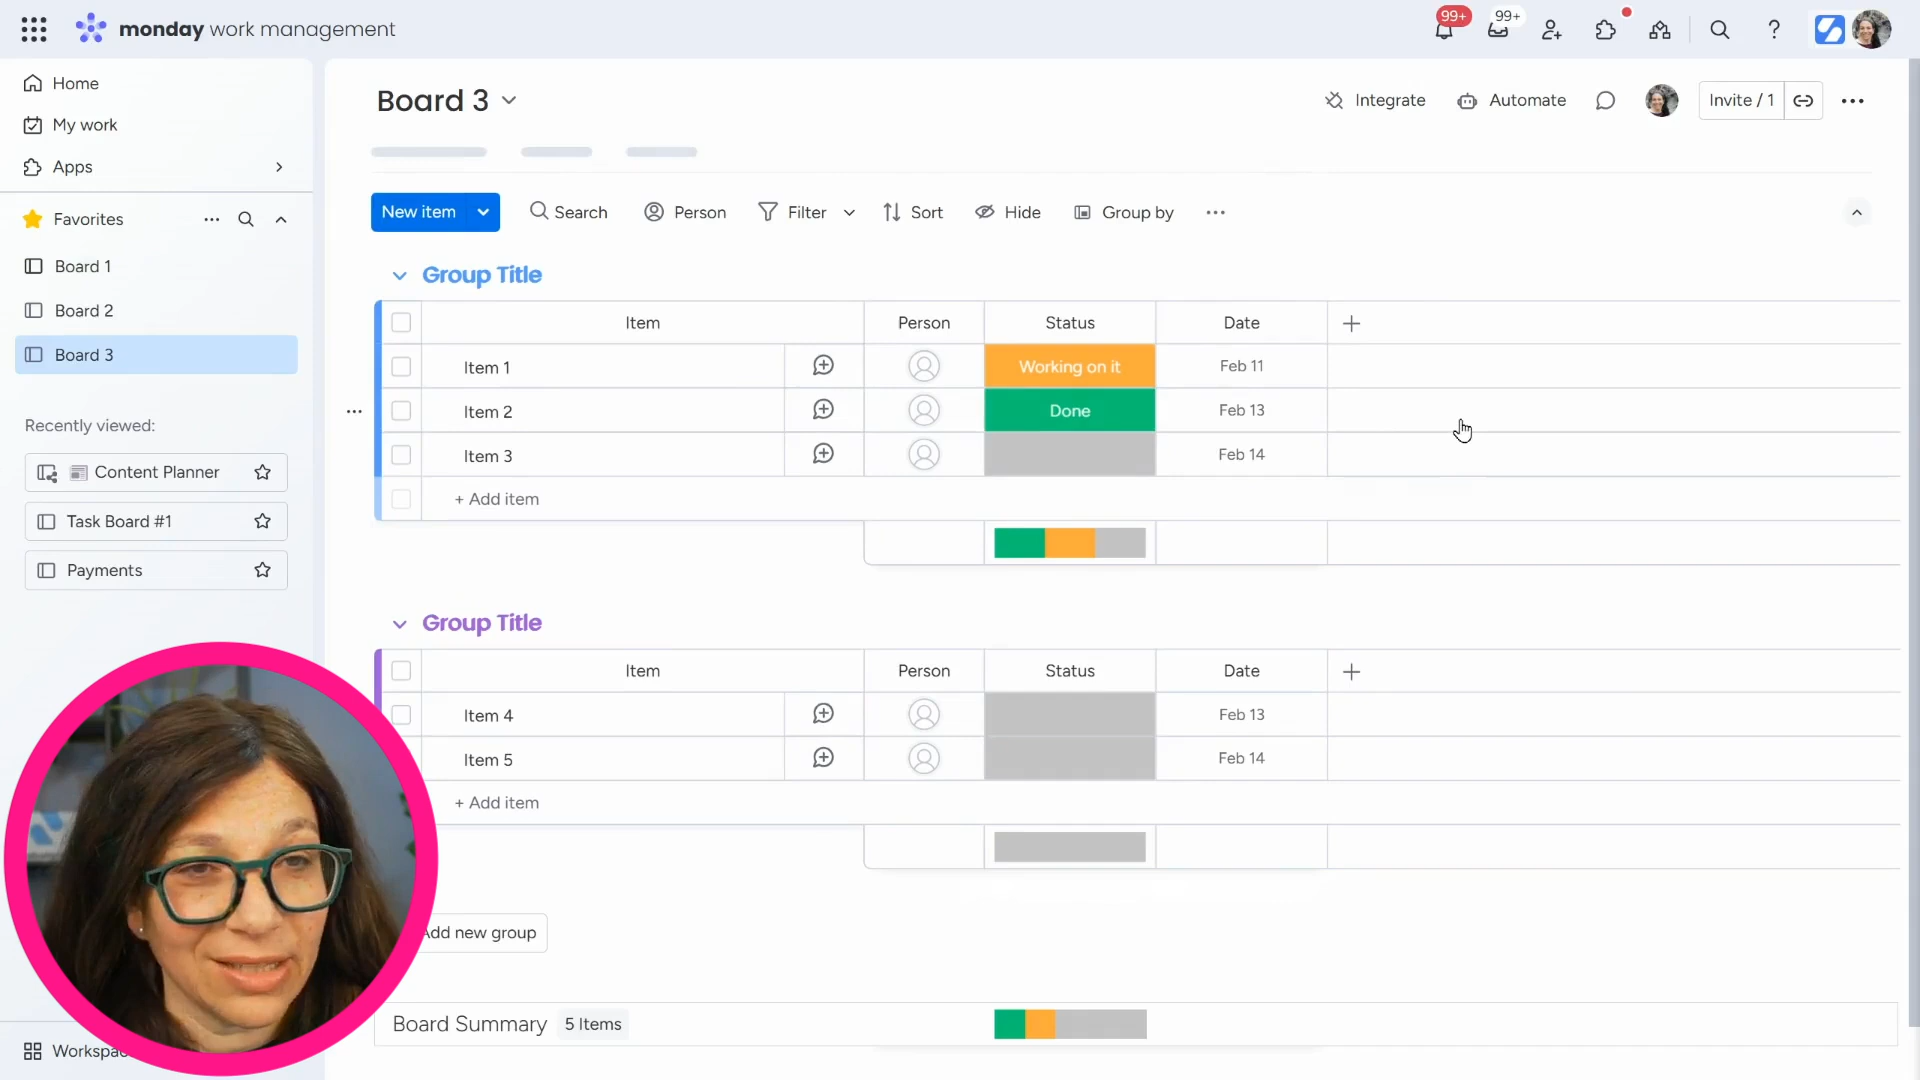 monday work management
99+
99+
Home
My work
Apps
Favorites
Board 1
Board 2
Board 3
Recently viewed:
Content Planner
Task Board #1
Payments
Board 3
Integrate
Automate
Invite / 1
New item
Search
Person
Filter
Sort
Hide
Group by
Group Title
Item Person Status Date
Item 1 Working on it Feb 11
Item 2 Done Feb 13
Item 3 Feb 14
+ Add item
Group Title
Item Person Status Date
Item 4 Feb 13
Item 5 Feb 14
+ Add item
Add new group
Board Summary 5 Items